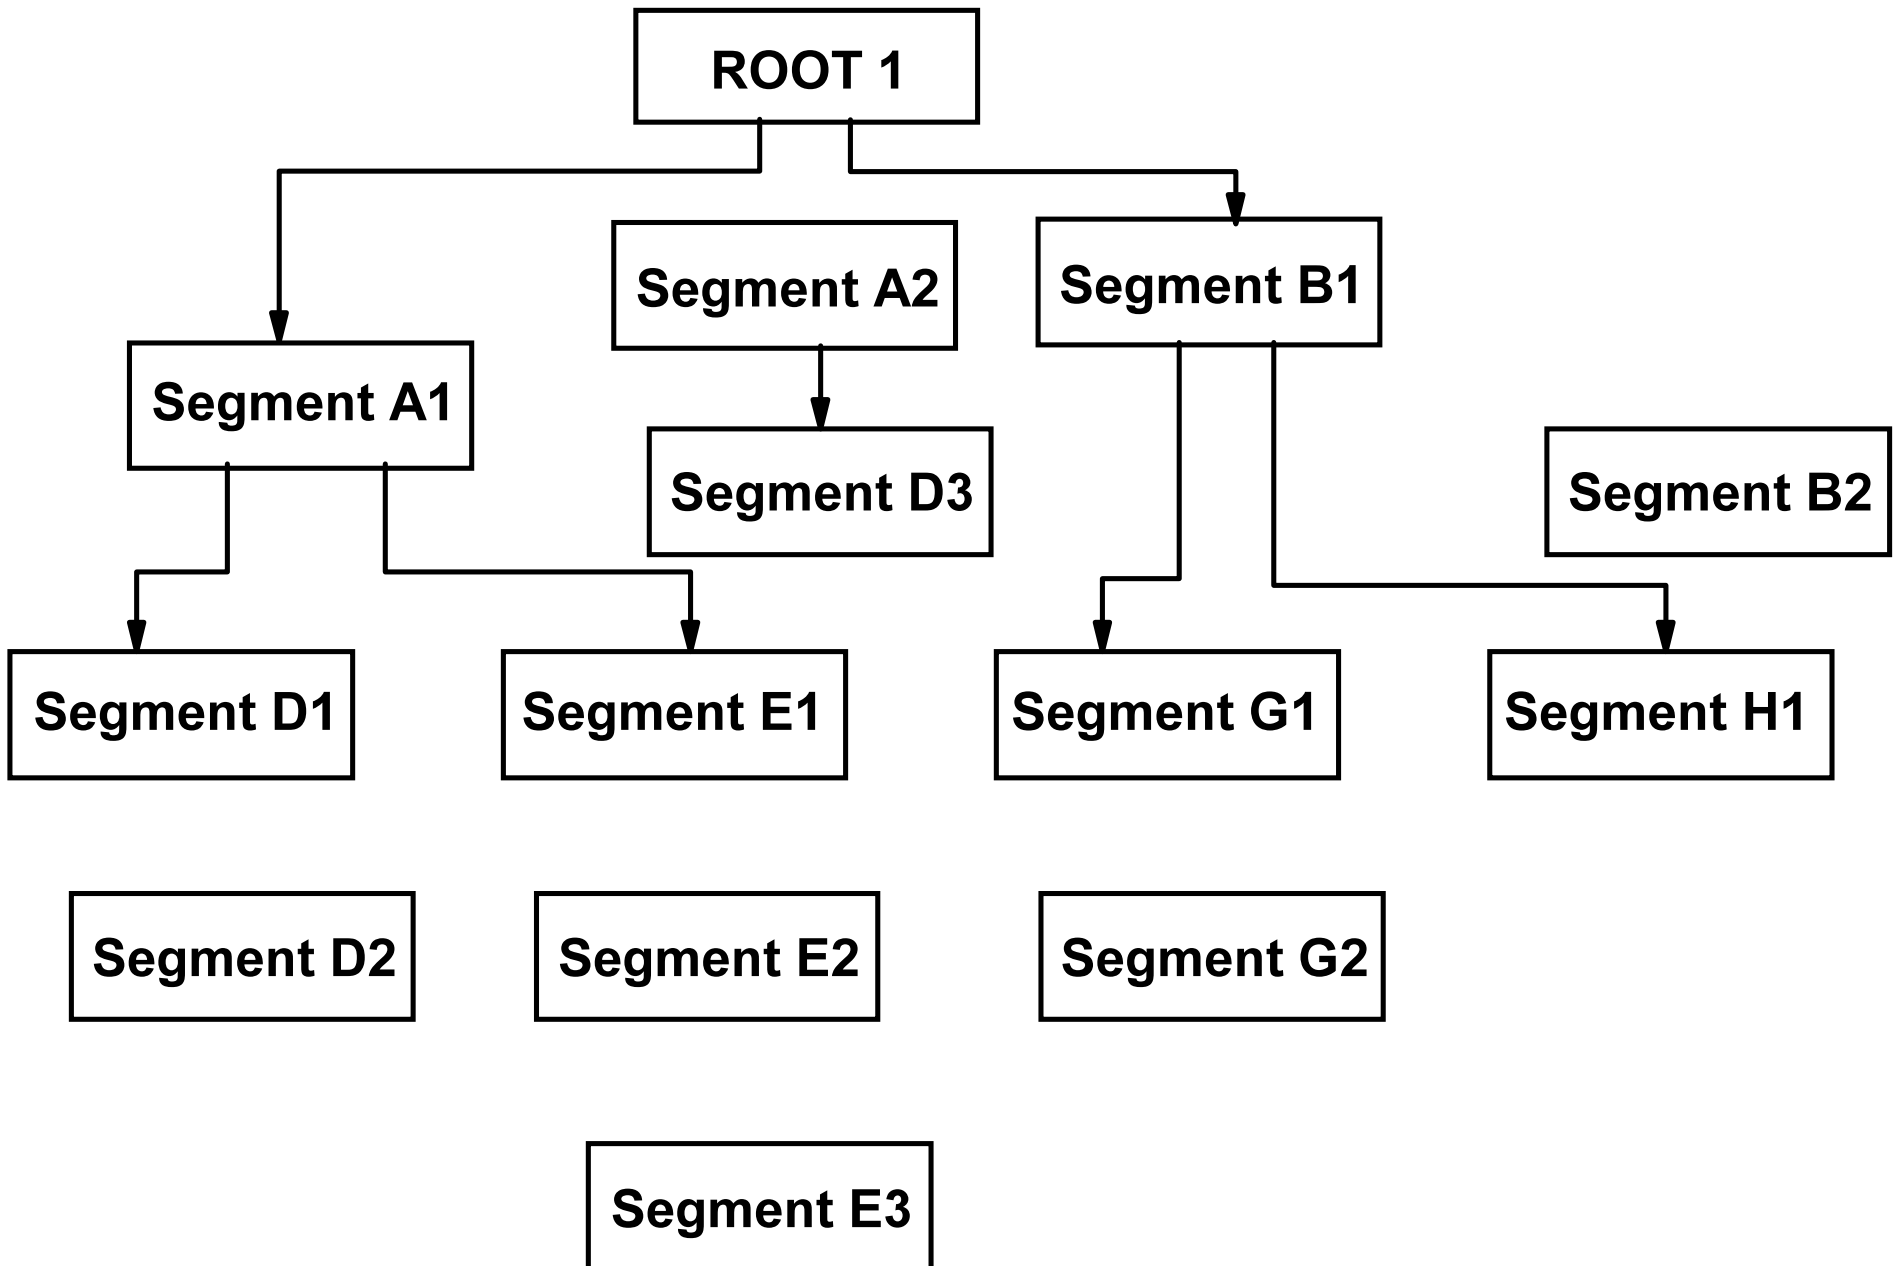 ROOT 1
Segment A2
Segment B1
Segment A1
Segment D3
Segment B2
Segment D1
Segment E1
Segment G1
Segment H1
Segment D2
Segment E2
Segment G2
Segment E3